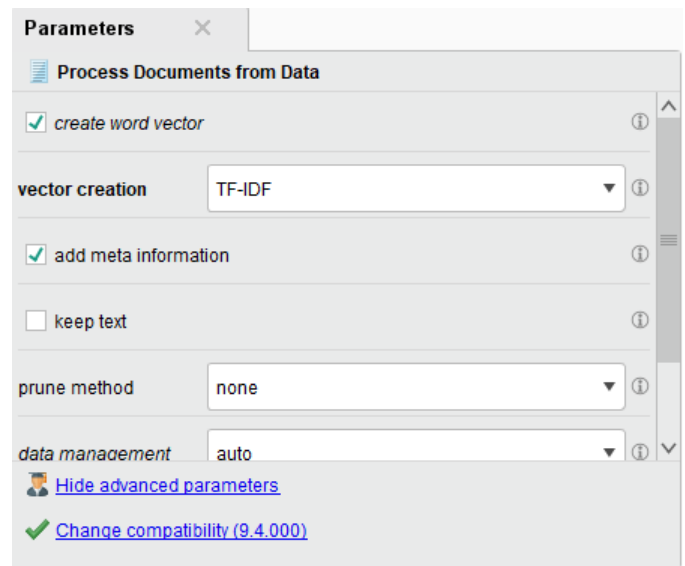 Parameters
Process Documents from Data
create word vector
vector creation TF-IDF
add meta information
keep text
prune method none
data management auto
Hide advanced parameters
Change compatibility (9.4.000)